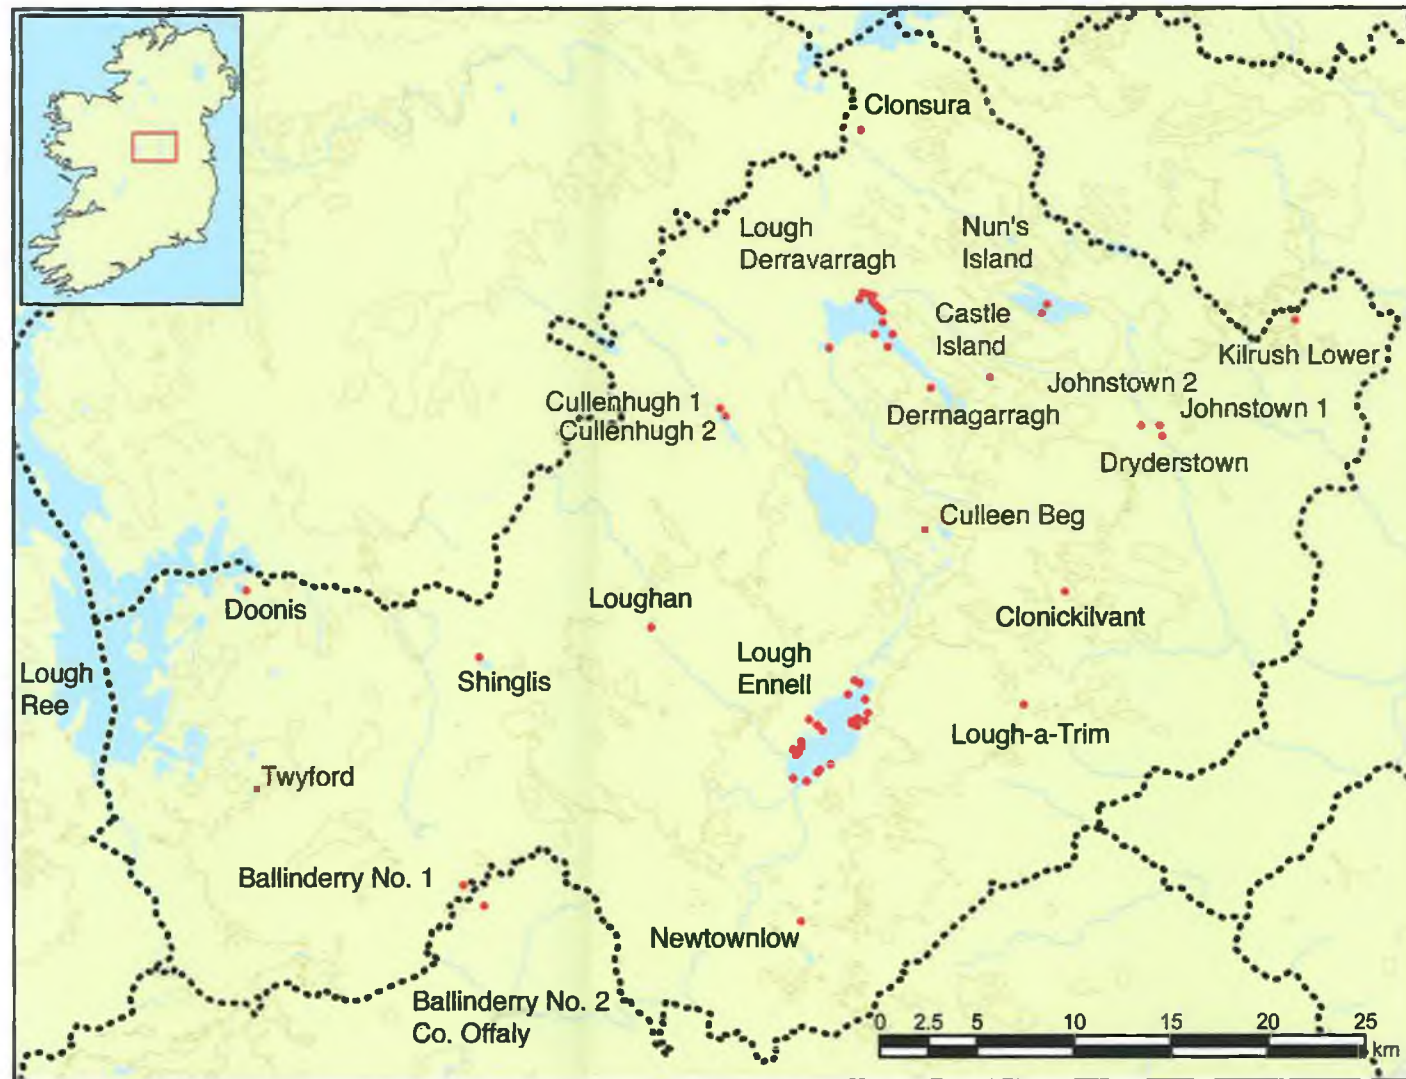 Clonsura
Lough
Derravarragh
Nun's
Island
Castle
Island
Kilrush Lower
Johnstown 2
Johnstown 1
Cullenhugh 1
Cullenhugh 2
Derrnagarragh
Dryderstown
Culleen Beg
Doonis
Loughan
Clonickilvant
Lough
Ree
Shinglis
Lough
Ennell
Lough-a-Trim
Twyford
Ballinderry No. 1
Newtownlow
Ballinderry No. 2
Co. Offaly
0 2.5 5 10 15 20 25
km